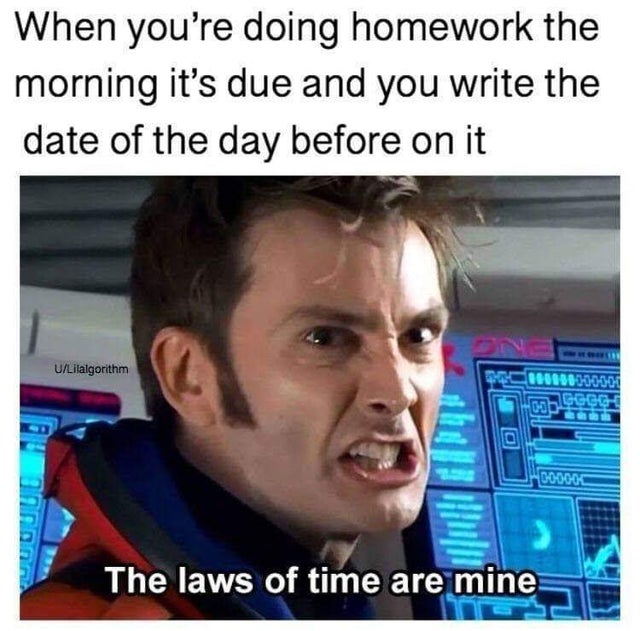 When you're doing homework the
morning it's due and you write the
date of the day before on it
U/Lilalgorithm
ONE
The laws of time are mine